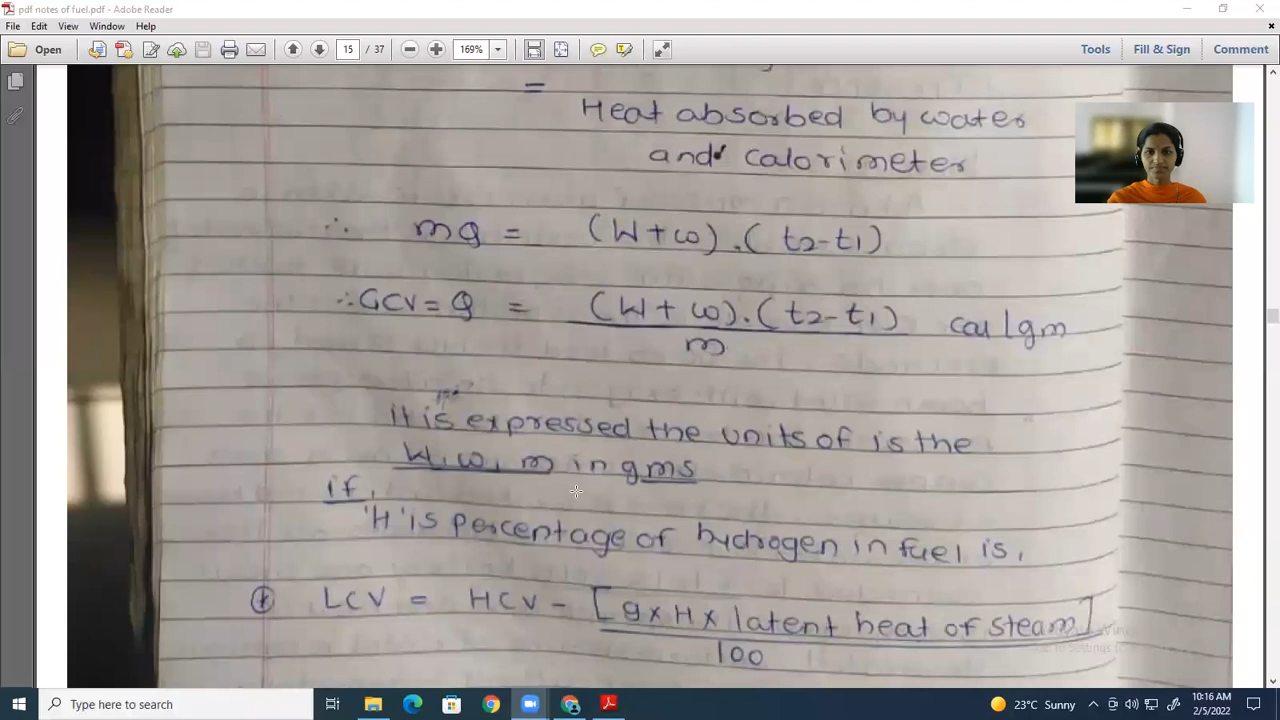 pdf notes of fuel.pdf - Adobe Reader
File Edit View Window Help
Open 15 / 37 169% Tools Fill & Sign Comment
=
Heat absorbed by water
and calorimeter
∴ mQ = (W+w).(t2-t1)
∴GCV=Q = (W+w).(t2-t1) cal/gm
m
it is expressed the units of is the
W, w, m in gms
if,
'H' is percentage of hydrogen in fuel is,
LCV = HCV - [9xHx latent heat of steam]
100
Type here to search
23°C Sunny
10:16 AM
2/5/2022